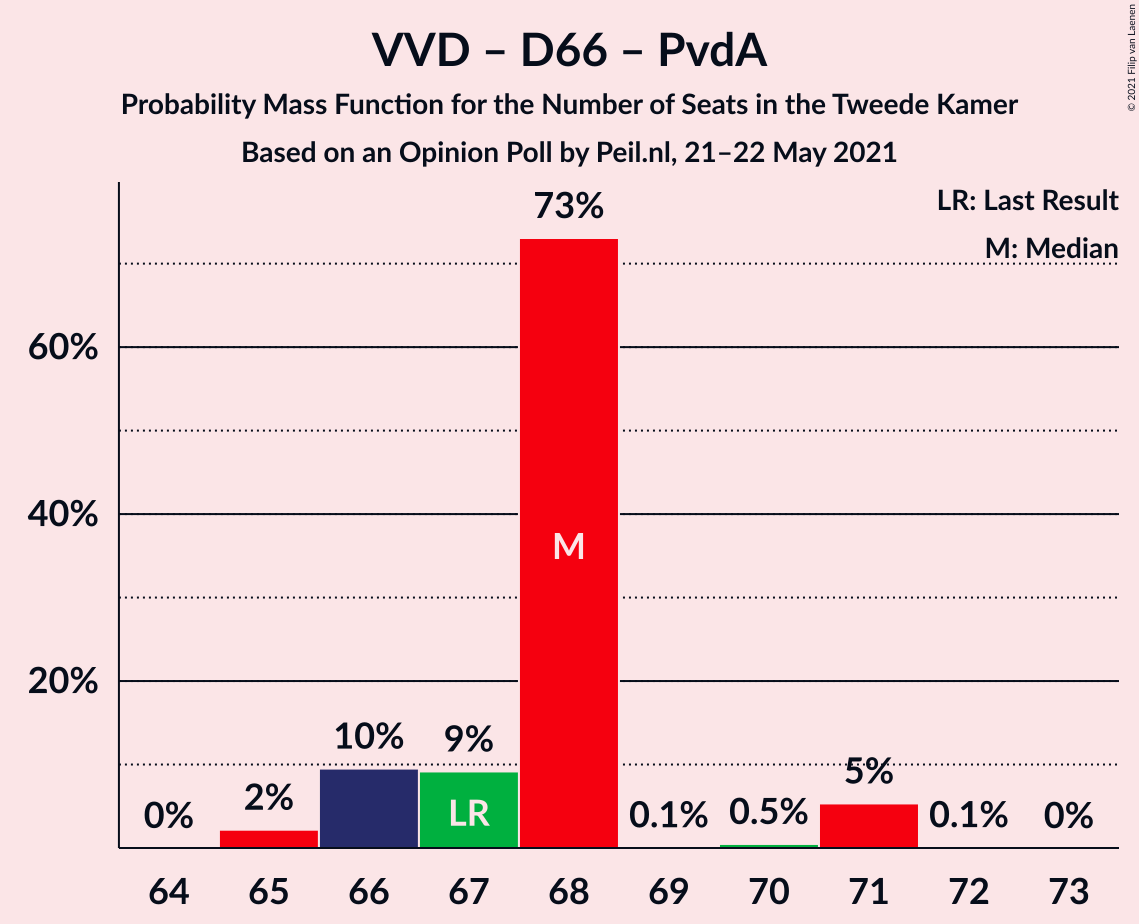 VVD – D66 – PvdA
Probability Mass Function for the Number of Seats in the Tweede Kamer
Based on an Opinion Poll by Peil.nl, 21–22 May 2021
© 2021 Filip van Laenen
LR: Last Result
M: Median
73%
60%
40%
20%
M
10%
9%
5%
2%
0%
LR
0.1%
0.5%
0.1%
0%
64 65 66 67 68 69 70 71 72 73